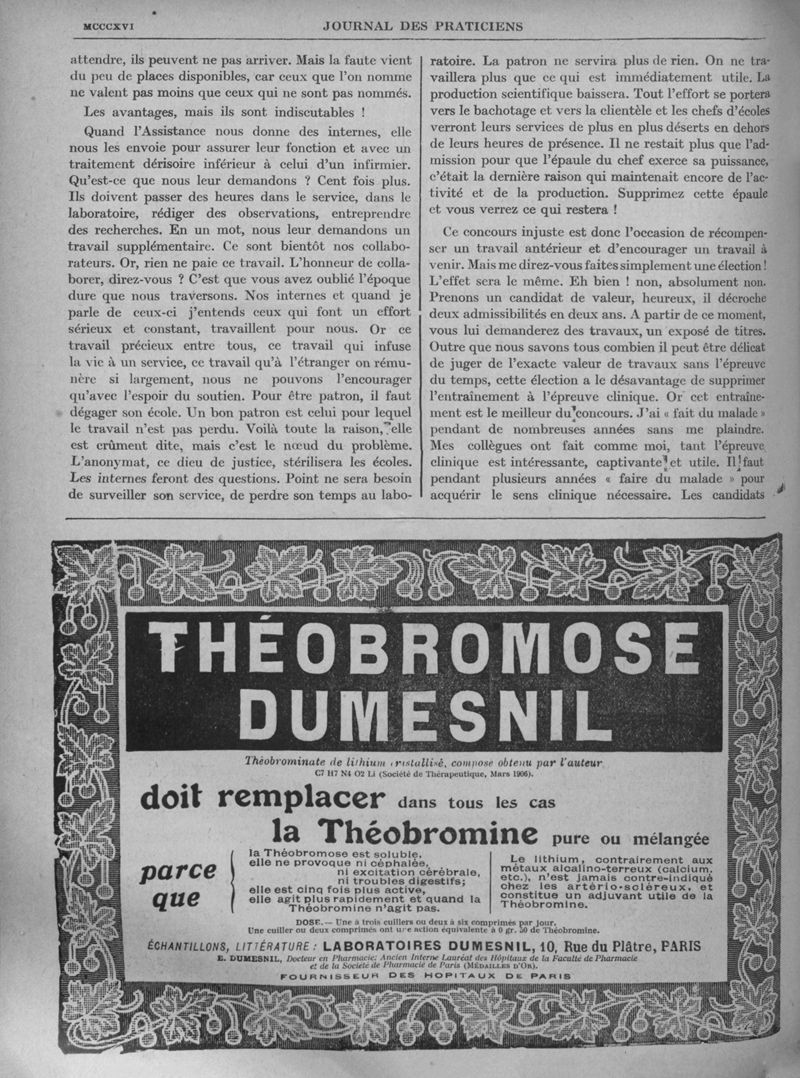 MCCCXVI
JOURNAL DES PRATICIENS
attendre, ils peuvent ne pas arriver. Mais la faute vient
du peu de places disponibles, car ceux que l'on nomme
ne valent pas moins que ceux qui ne sont pas nommés.
Les avantages, mais ils sont indiscutables !
Quand l'Assistance nous donne des internes, elle
nous les envoie pour assurer leur fonction et avec un
traitement dérisoire inférieur à celui d'un infirmier.
Qu'est-ce que nous leur demandons ? Cent fois plus.
Ils doivent passer des heures dans le service, dans le
laboratoire, rédiger des observations, entreprendre
des recherches. En un mot, nous leur demandons un
travail supplémentaire. Ce sont bientôt nos collabo-
rateurs. Or, rien ne paie ce travail. L'honneur de colla-
borer, direz-vous ? C'est que vous avez oublié l'époque
dure que nous traversons. Nos internes et quand je
parle de ceux-ci j'entends ceux qui font un effort
sérieux et constant, travaillent pour nous. Or ce
travail précieux entre tous, ce travail qui infuse
la vie à un service, ce travail qu'à l'étranger on rému-
nère si largement, nous ne pouvons l'encourager
qu'avec l'espoir du soutien. Pour être patron, il faut
dégager son école. Un bon patron est celui pour lequel
le travail n'est pas perdu. Voilà toute la raison, elle
est crûment dite, mais c'est le nœud du problème.
L'anonymat, ce dieu de justice, stérilisera les écoles.
Les internes feront des questions. Point ne sera besoin
de surveiller son service, de perdre son temps au labo-
ratoire. La patron ne servira plus de rien. On ne tra-
vaillera plus que ce qui est immédiatement utile. La
production scientifique baissera. Tout l'effort se portera
vers le bachotage et vers la clientèle et les chefs d'écoles
verront leurs services de plus en plus déserts en dehors
de leurs heures de présence. Il ne restait plus que l'ad-
mission pour que l'épaule du chef exerce sa puissance,
c'était la dernière raison qui maintenait encore de l'ac-
tivité et de la production. Supprimez cette épaule
et vous verrez ce qui restera !
Ce concours injuste est donc l'occasion de récompen-
ser un travail antérieur et d'encourager un travail à
venir. Mais me direz-vous faites simplement une élection !
L'effet sera le même. Eh bien ! non, absolument non.
Prenons un candidat de valeur, heureux, il décroche
deux admissibilités en deux ans. A partir de ce moment,
vous lui demanderez des travaux, un exposé de titres.
Outre que nous savons tous combien il peut être délicat
de juger de l'exacte valeur de travaux sans l'épreuve
du temps, cette élection a le désavantage de supprimer
l'entraînement à l'épreuve clinique. Or cet entraîne-
ment est le meilleur du concours. J'ai « fait du malade »
pendant de nombreuses années sans me plaindre.
Mes collègues ont fait comme moi, tant l'épreuve
clinique est intéressante, captivante et utile. Il faut
pendant plusieurs années « faire du malade » pour
acquérir le sens clinique nécessaire. Les candidats
THÉOBROMOSE
DUMESNIL
Théobrominate de lithium cristallisé, composé obtenu par l'auteur
C7 H7 N4 O2 Li (Société de Thérapeutique, Mars 1906).
doit remplacer dans tous les cas
la Théobromine pure ou mélangée
parce
que
la Théobromose est soluble,
elle ne provoque ni céphalée,
ni excitation cérébrale,
ni troubles digestifs;
elle est cinq fois plus active,
elle agit plus rapidement et quand la
Théobromine n'agit pas.
Le lithium, contrairement aux
métaux alcalino-terreux (calcium,
etc.), n'est jamais contre-indiqué
chez les artério-scléreux, et
constitue un adjuvant utile de la
Théobromine.
DOSE. — Une à trois cuillers ou deux à six comprimés par jour.
Une cuiller ou deux comprimés ont une action équivalente à 0 gr. 50 de Théobromine.
ÉCHANTILLONS, LITTÉRATURE : LABORATOIRES DUMESNIL, 10, Rue du Plâtre, PARIS
E. DUMESNIL, Docteur en Pharmacie; Ancien Interne Lauréat des Hôpitaux de la Faculté de Pharmacie
et de la Société de Pharmacie de Paris (MÉDAILLES D'OR).
FOURNISSEUR DES HOPITAUX DE PARIS